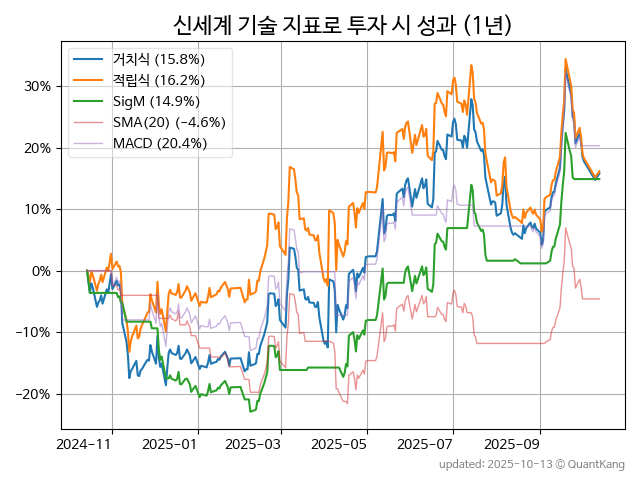 신세계 기술 지표로 투자 시 성과 (1년)
거치식 (15.8%)
적립식 (16.2%)
SigM (14.9%)
SMA(20) (−4.6%)
MACD (20.4%)
30%
20%
10%
0%
−10%
−20%
2024-11
2025-01
2025-03
2025-05
2025-07
2025-09
updated: 2025-10-13 © QuantKang